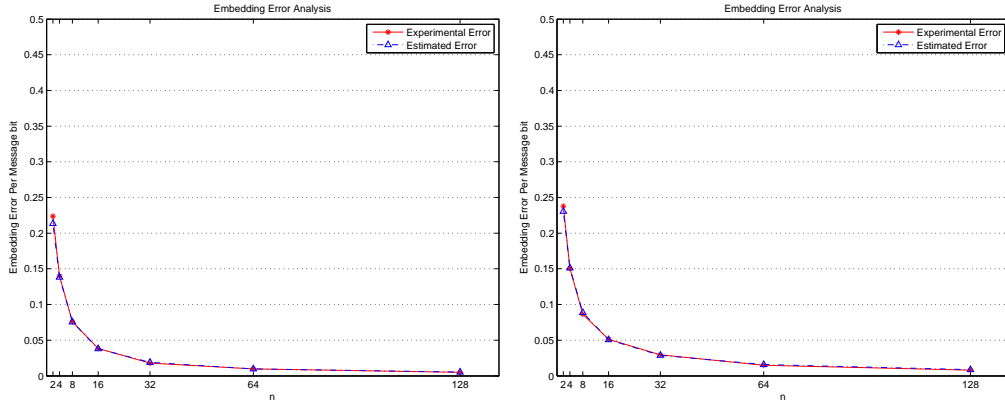 Embedding Error Analysis
Embedding Error Per Message bit
0.5
0.45
0.4
0.35
0.3
0.25
0.2
0.15
0.1
0.05
0
Experimental Error
Estimated Error
2 4 8 16 32 64 128
n
Embedding Error Analysis
Embedding Error Per Message bit
0.5
0.45
0.4
0.35
0.3
0.25
0.2
0.15
0.1
0.05
0
Experimental Error
Estimated Error
2 4 8 16 32 64 128
n